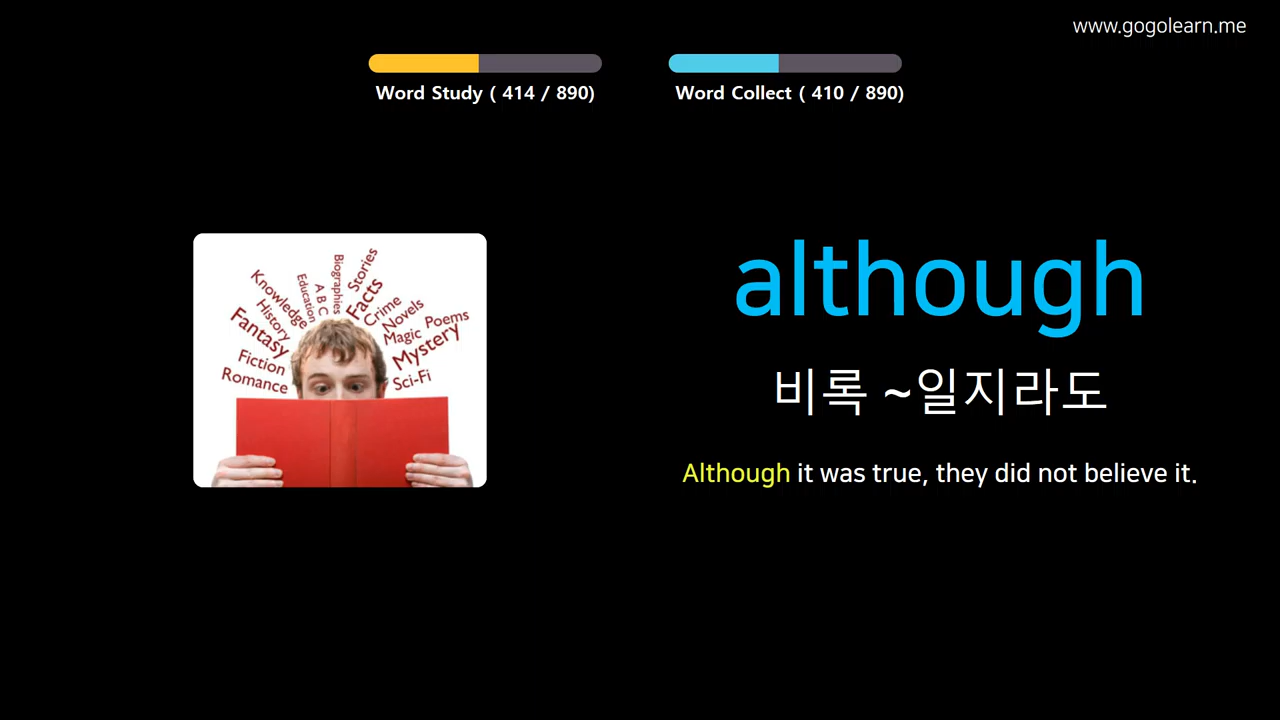 www.gogolearn.me
Word Study ( 414 / 890)
Word Collect ( 410 / 890)
Knowledge
History
Fantasy
Fiction
Romance
Education
A B C
Biographies
Stories
Facts
Crime
Novels
Magic
Poems
Mystery
Sci-Fi
although
비록 ~일지라도
Although it was true, they did not believe it.